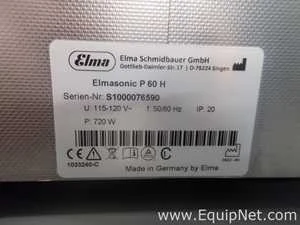 Elma
Elma Schmidbauer GmbH
Gottlieb-Daimler-Str. 17 | D-78224 Singen
Elmasonic P 60 H
Serien-Nr. S1000076590
U: 115-120 V~ f: 50/60 Hz IP: 20
P: 720 W
1033240-C
Made in Germany by Elma
www.EquipNet.com